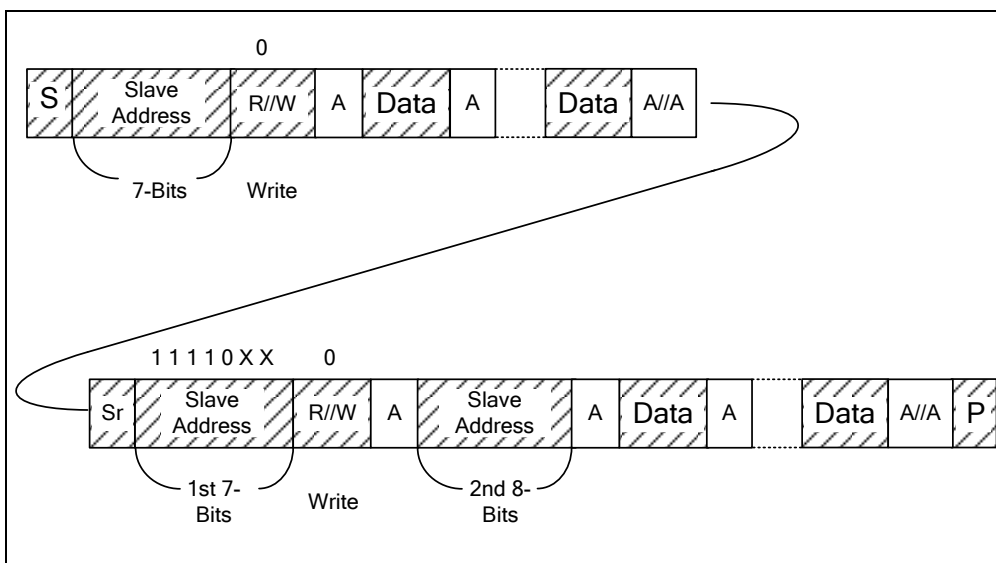 0
S Slave Address R//W A Data A Data A//A
7-Bits Write
1 1 1 1 0 X X 0
Sr Slave Address R//W A Slave Address A Data A Data A//A P
1st 7-Bits Write 2nd 8-Bits